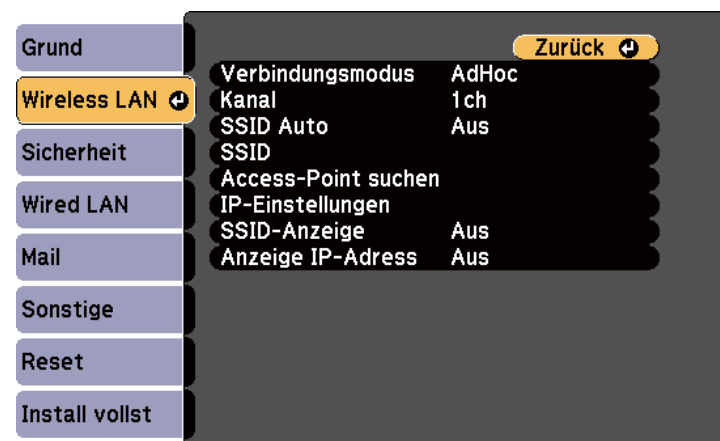 Grund
Wireless LAN
Sicherheit
Wired LAN
Mail
Sonstige
Reset
Install vollst
Zurück
Verbindungsmodus AdHoc
Kanal 1ch
SSID Auto Aus
SSID
Access-Point suchen
IP-Einstellungen
SSID-Anzeige Aus
Anzeige IP-Adress Aus